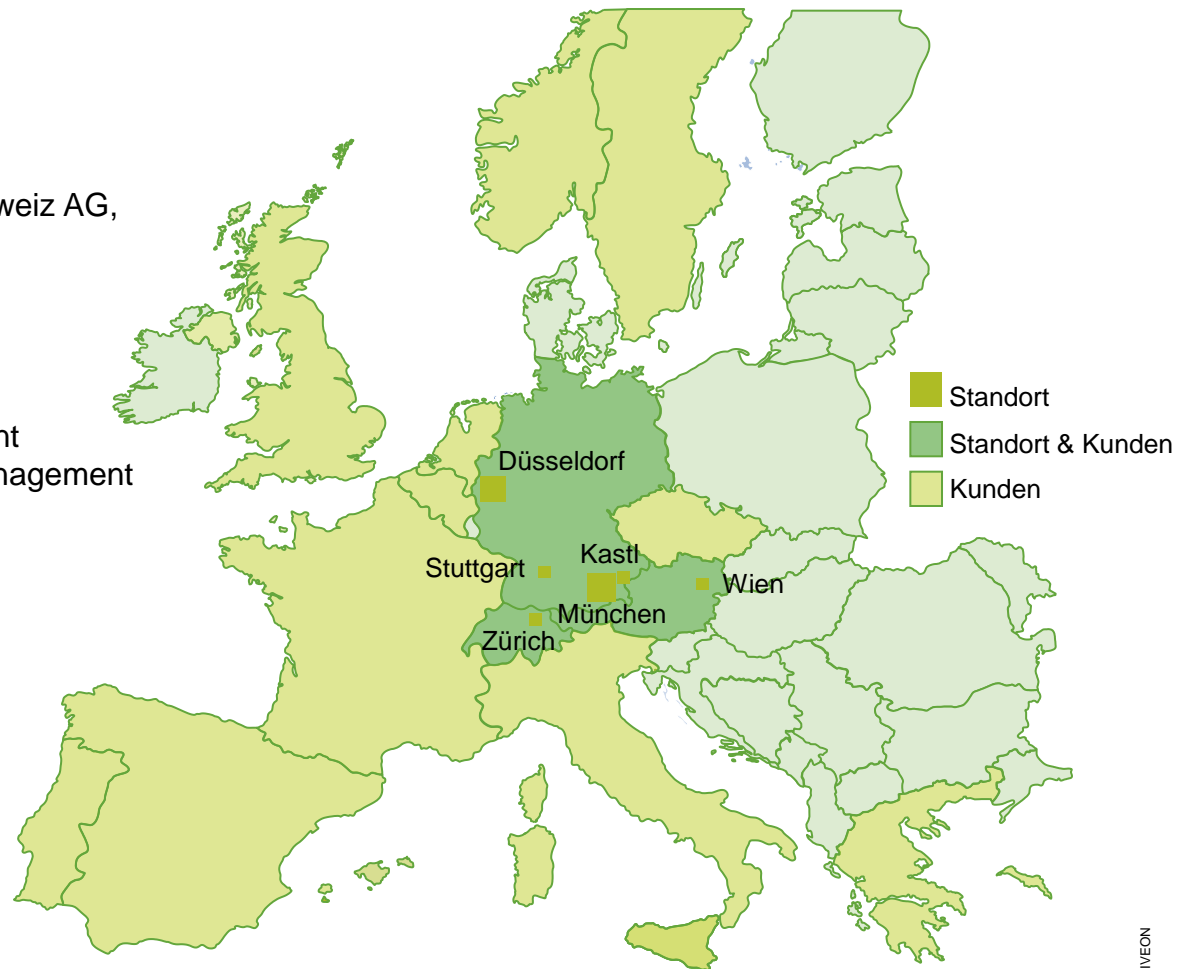 weiz AG,
nt
nagement
Standort
Standort & Kunden
Kunden
Düsseldorf
Kastl
Stuttgart
Wien
München
Zürich
IVEON